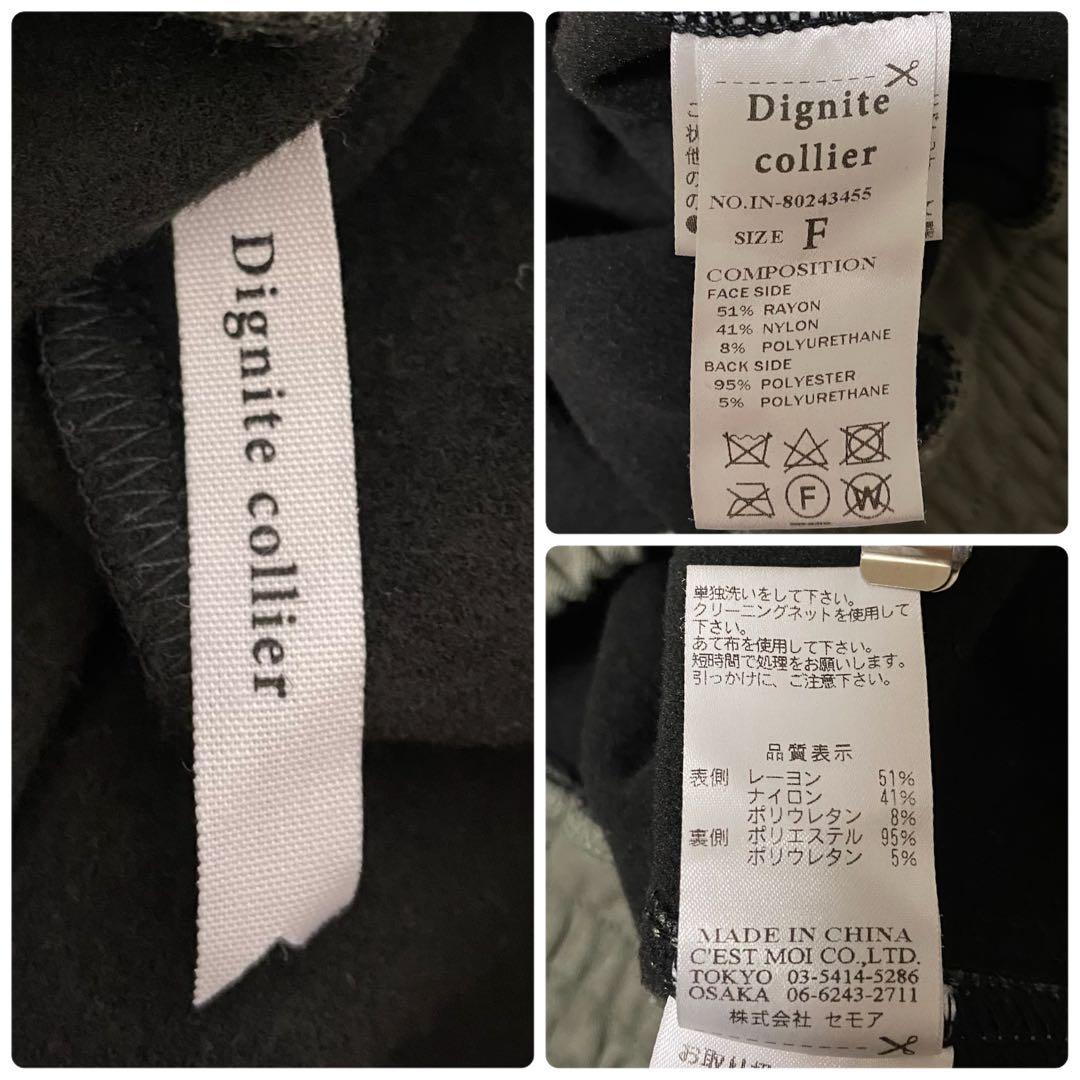 Dignite collier
Dignite
collier
NO.IN-80243455
SIZE F
COMPOSITION
FACE SIDE
51% RAYON
41% NYLON
8% POLYURETHANE
BACK SIDE
95% POLYESTER
5% POLYURETHANE
F
W
単独洗いをして下さい。
クリーニングネットを使用して
下さい。
あて布を使用して下さい。
短時間で処理をお願いします。
引っかけに、ご注意下さい。
品質表示
表側 レーヨン 51%
ナイロン 41%
ポリウレタン 8%
裏側 ポリエステル 95%
ポリウレタン 5%
MADE IN CHINA
C'EST MOI CO.,LTD.
TOKYO 03-5414-5286
OSAKA 06-6243-2711
株式会社 セモア
お取り扱